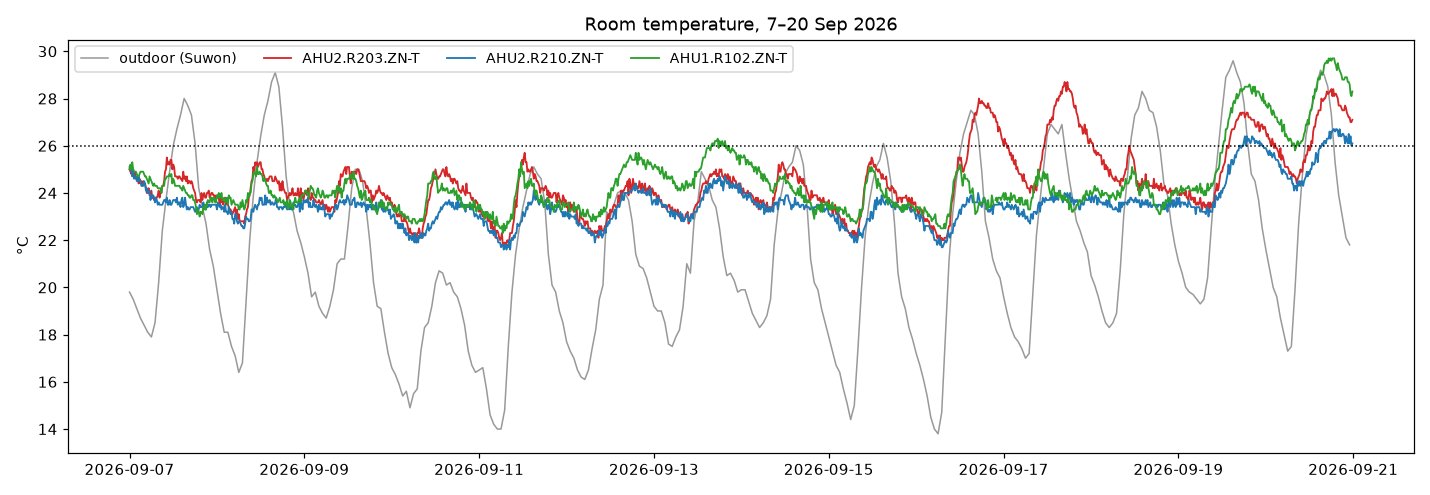 Room temperature, 7–20 Sep 2026
outdoor (Suwon) AHU2.R203.ZN-T AHU2.R210.ZN-T AHU1.R102.ZN-T
°C
30
28
26
24
22
20
18
16
14
2026-09-07 2026-09-09 2026-09-11 2026-09-13 2026-09-15 2026-09-17 2026-09-19 2026-09-21